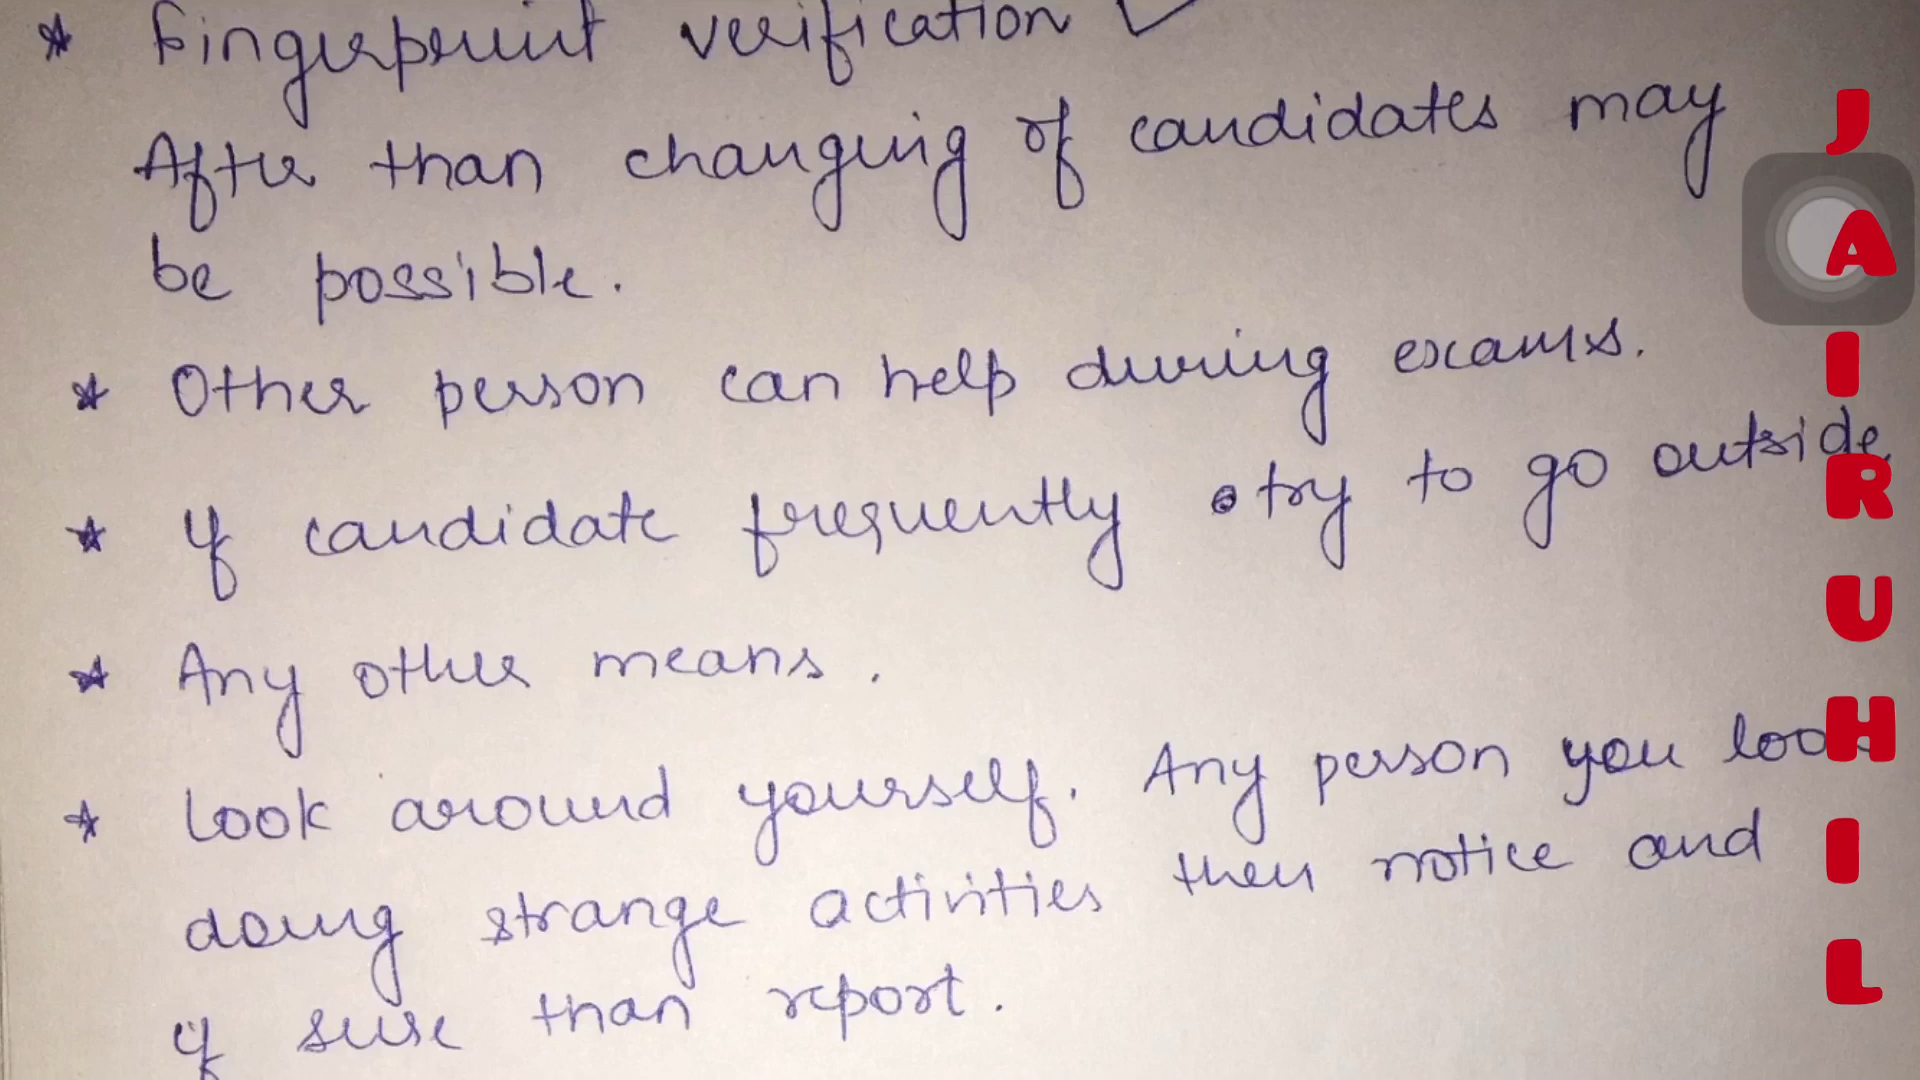 * Fingerprint verification ✓
After than changing of candidates may
be possible.
* Other person can help during exams.
* If candidate frequently try to go outside.
* Any other means.
* Look around yourself. Any person you look
doing strange activities then notice and
if sure than report.
JAIRUHIL